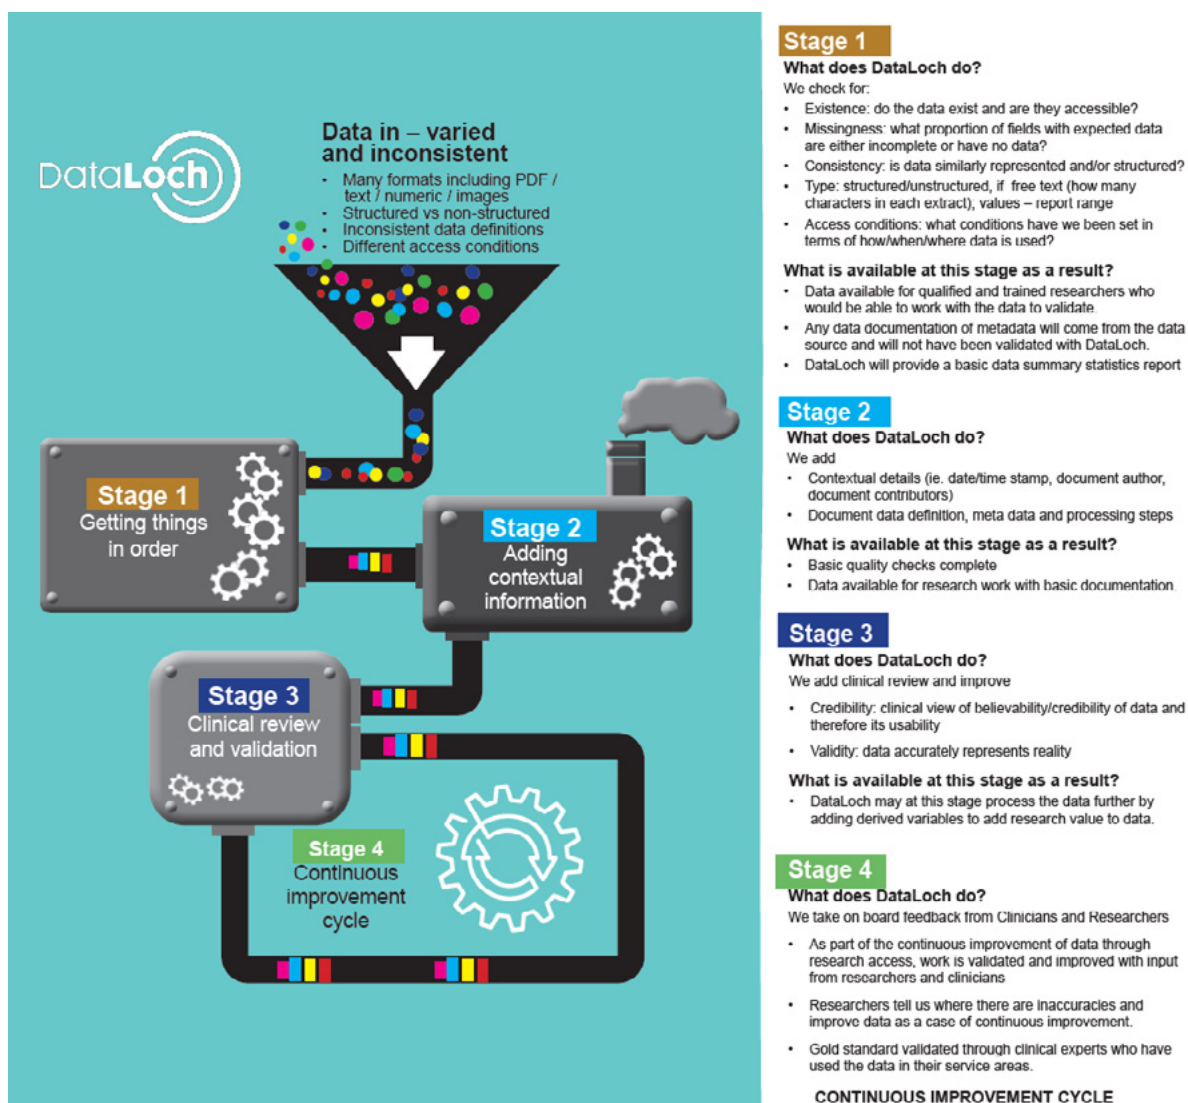 DataLoch
Data in – varied
and inconsistent
• Many formats including PDF /
text / numeric / images
• Structured vs non-structured
• Inconsistent data definitions
• Different access conditions
Stage 1
Getting things
in order
Stage 2
Adding
contextual
information
Stage 3
Clinical review
and validation
Stage 4
Continuous
improvement
cycle
Stage 1
What does DataLoch do?
We check for:
• Existence: do the data exist and are they accessible?
• Missingness: what proportion of fields with expected data
are either incomplete or have no data?
• Consistency: is data similarly represented and/or structured?
• Type: structured/unstructured, if free text (how many
characters in each extract), values – report range
• Access conditions: what conditions have we been set in
terms of how/when/where data is used?
What is available at this stage as a result?
• Data available for qualified and trained researchers who
would be able to work with the data to validate.
• Any data documentation of metadata will come from the data
source and will not have been validated with DataLoch.
• DataLoch will provide a basic data summary statistics report
Stage 2
What does DataLoch do?
We add
• Contextual details (ie. date/time stamp, document author,
document contributors)
• Document data definition, meta data and processing steps
What is available at this stage as a result?
• Basic quality checks complete
• Data available for research work with basic documentation.
Stage 3
What does DataLoch do?
We add clinical review and improve
• Credibility: clinical view of believability/credibility of data and
therefore its usability
• Validity: data accurately represents reality
What is available at this stage as a result?
• DataLoch may at this stage process the data further by
adding derived variables to add research value to data.
Stage 4
What does DataLoch do?
We take on board feedback from Clinicians and Researchers
• As part of the continuous improvement of data through
research access, work is validated and improved with input
from researchers and clinicians
• Researchers tell us where there are inaccuracies and
improve data as a case of continuous improvement.
• Gold standard validated through clinical experts who have
used the data in their service areas.
CONTINUOUS IMPROVEMENT CYCLE